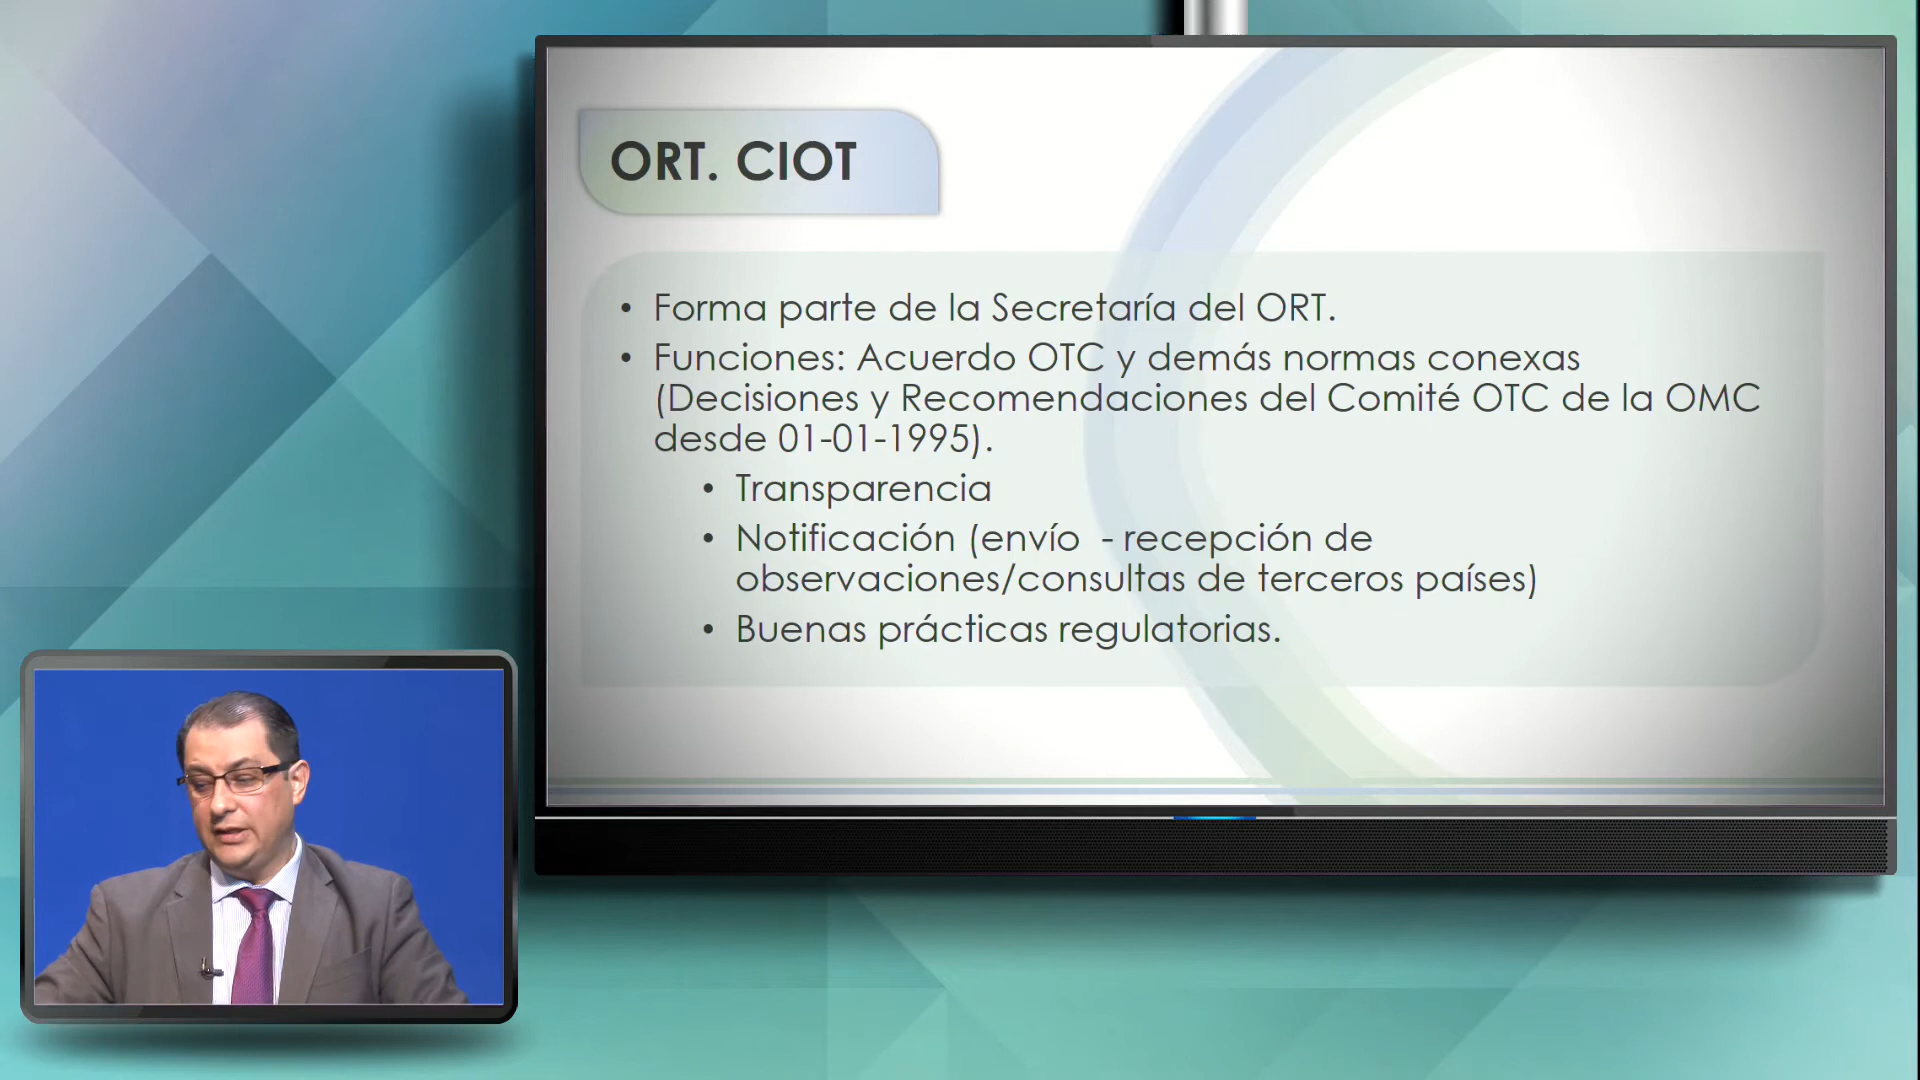 ORT. CIOT
• Forma parte de la Secretaría del ORT.
• Funciones: Acuerdo OTC y demás normas conexas
(Decisiones y Recomendaciones del Comité OTC de la OMC
desde 01-01-1995).
• Transparencia
• Notificación (envío - recepción de
observaciones/consultas de terceros países)
• Buenas prácticas regulatorias.